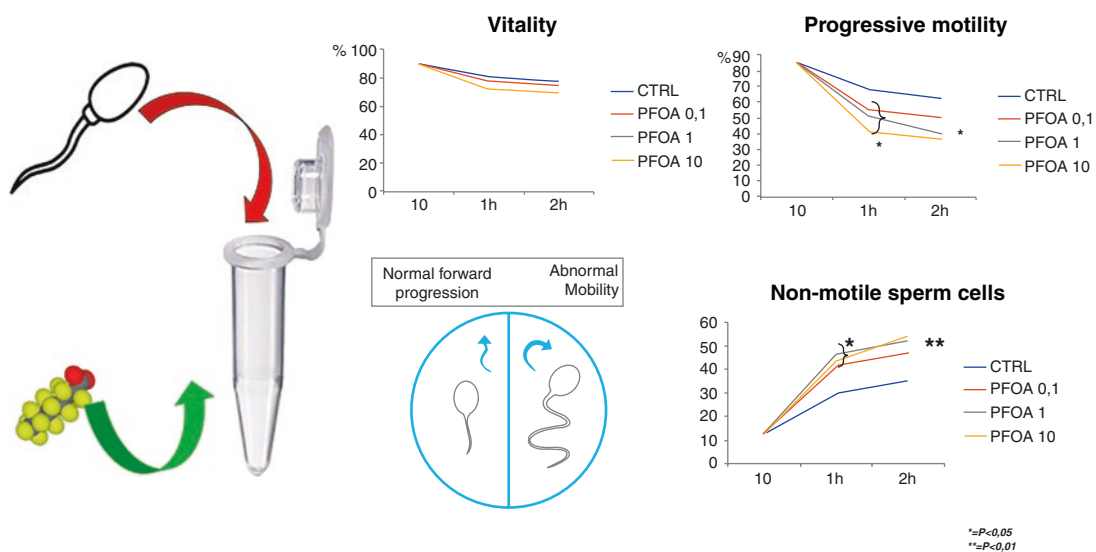 Vitality
% 100
80
60
40
20
0
10 1h 2h
CTRL
PFOA 0,1
PFOA 1
PFOA 10
Progressive motility
%90
80
70
60
50
40
30
20
10
0
*
*
10 1h 2h
CTRL
PFOA 0,1
PFOA 1
PFOA 10
Normal forward
progression
Abnormal
Mobility
Non-motile sperm cells
60
50
40
30
20
10
0
* **
10 1h 2h
CTRL
PFOA 0,1
PFOA 1
PFOA 10
*=P<0,05
**=P<0,01